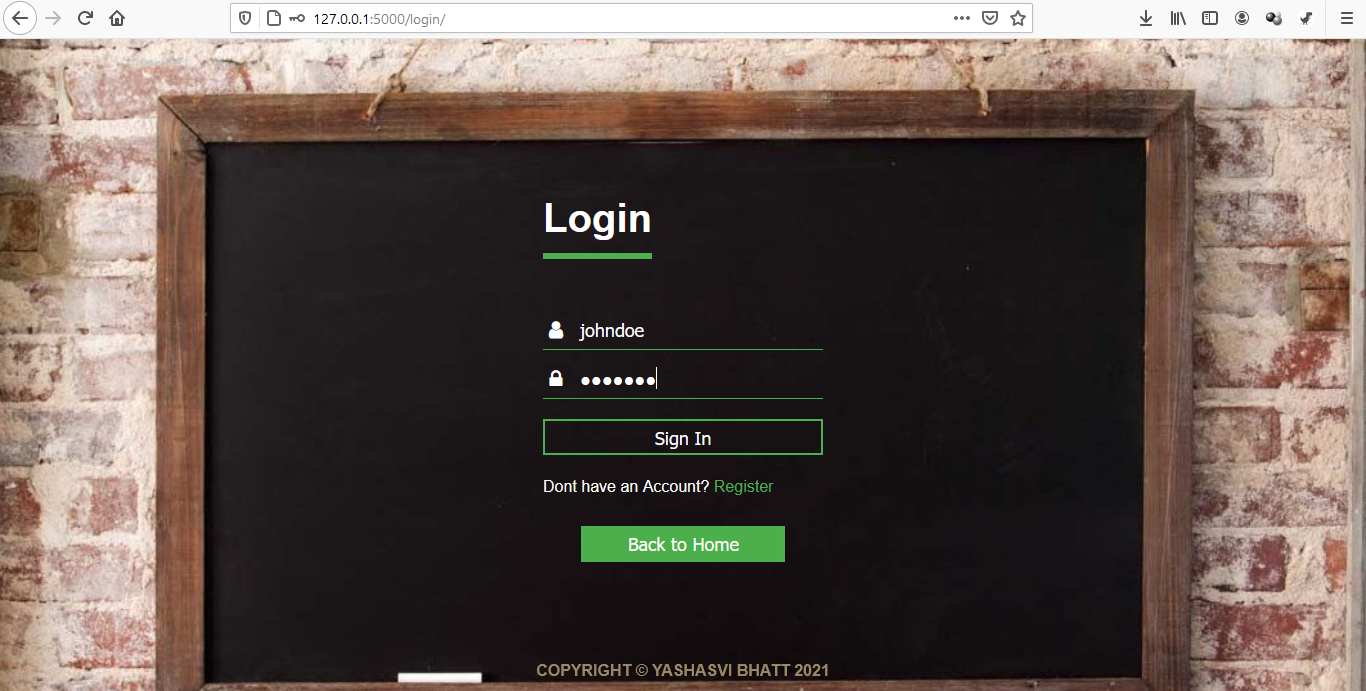 127.0.0.1:5000/login/
Login
johndoe
●●●●●●●
Sign In
Dont have an Account? Register
Back to Home
COPYRIGHT © YASHASVI BHATT 2021